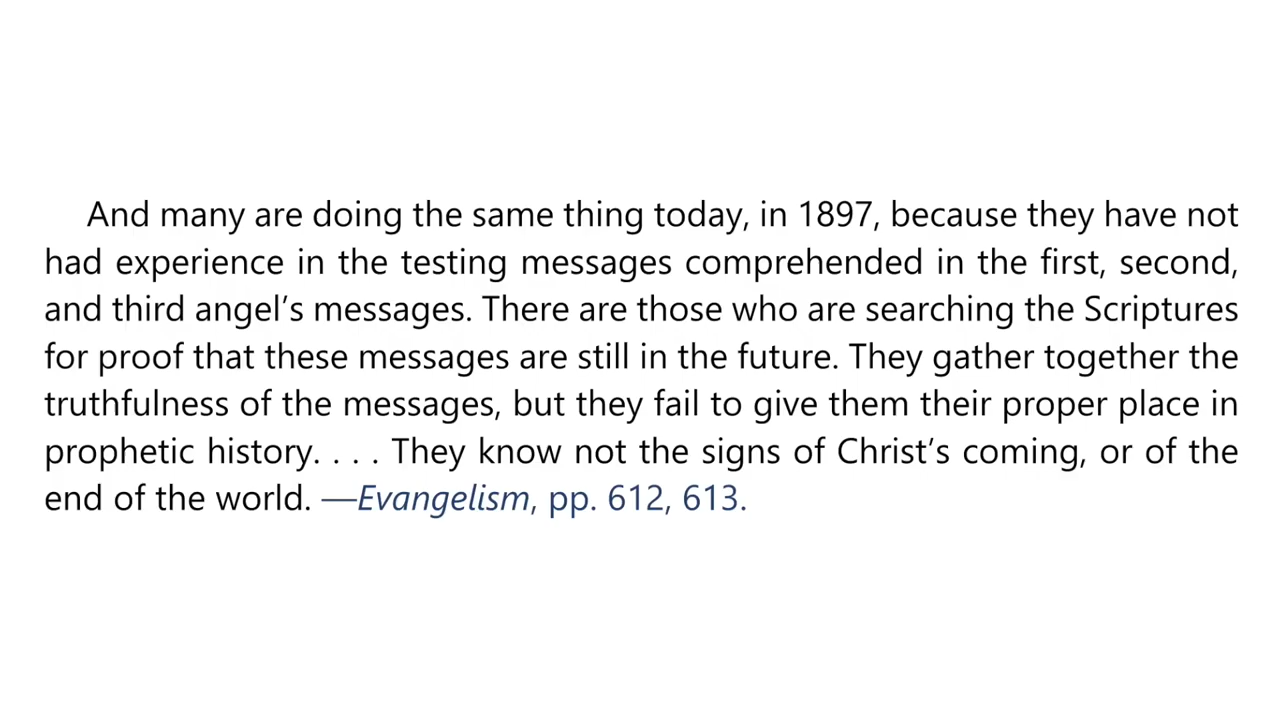 And many are doing the same thing today, in 1897, because they have not
had experience in the testing messages comprehended in the first, second,
and third angel’s messages. There are those who are searching the Scriptures
for proof that these messages are still in the future. They gather together the
truthfulness of the messages, but they fail to give them their proper place in
prophetic history. . . . They know not the signs of Christ’s coming, or of the
end of the world. —Evangelism, pp. 612, 613.